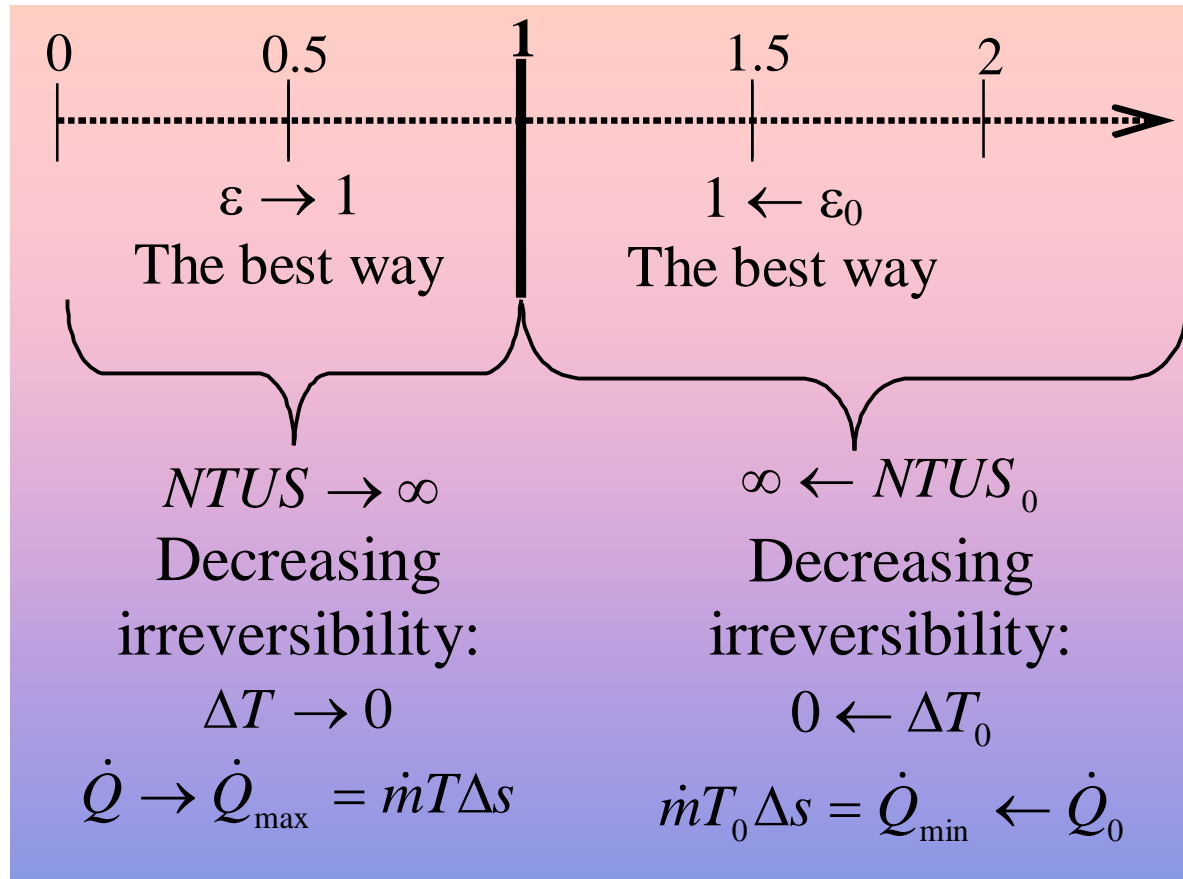 0 0.5 1 1.5 2
ε → 1
The best way
NTUS → ∞
Decreasing
irreversibility:
ΔT → 0
Q̇ → Q̇max = ṁTΔs
1 ← ε₀
The best way
∞ ← NTUS₀
Decreasing
irreversibility:
0 ← ΔT₀
ṁT₀Δs = Q̇min ← Q̇₀